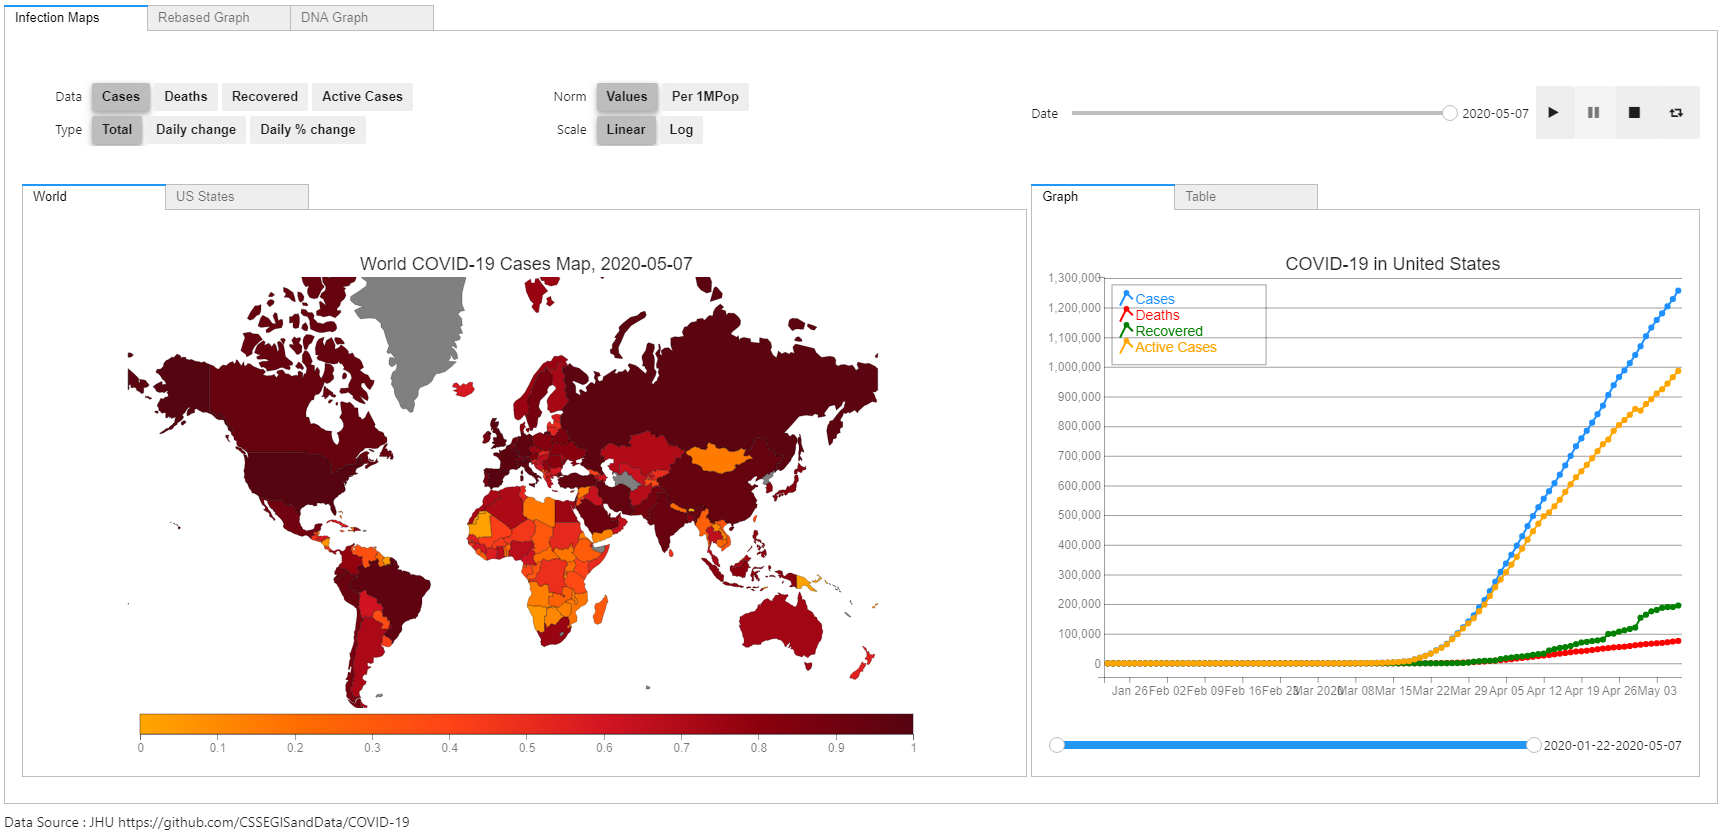 Infection Maps Rebased Graph DNA Graph
Data Cases Deaths Recovered Active Cases Norm Values Per 1MPop
Date 2020-05-07
Type Total Daily change Daily % change Scale Linear Log
World US States
Graph Table
World COVID-19 Cases Map, 2020-05-07
0 0.1 0.2 0.3 0.4 0.5 0.6 0.7 0.8 0.9 1
COVID-19 in United States
1,300,000
1,200,000
1,100,000
1,000,000
900,000
800,000
700,000
600,000
500,000
400,000
300,000
200,000
100,000
0
Cases
Deaths
Recovered
Active Cases
Jan 26 Feb 02 Feb 09 Feb 16 Feb 23 Mar 2020 Mar 08 Mar 15 Mar 22 Mar 29 Apr 05 Apr 12 Apr 19 Apr 26 May 03
2020-01-22-2020-05-07
Data Source : JHU https://github.com/CSSEGISandData/COVID-19